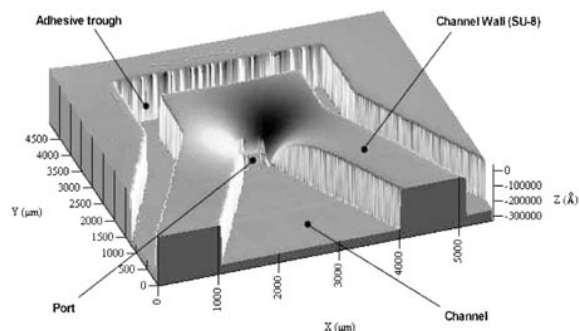 Adhesive trough
Channel Wall (SU-8)
4500
4000
3500
3000
2500
2000
1500
1000
500
0
Y (µm)
0
-100000
-200000
-300000
Z (Å)
0
1000
2000
3000
4000
5000
X (µm)
Port
Channel